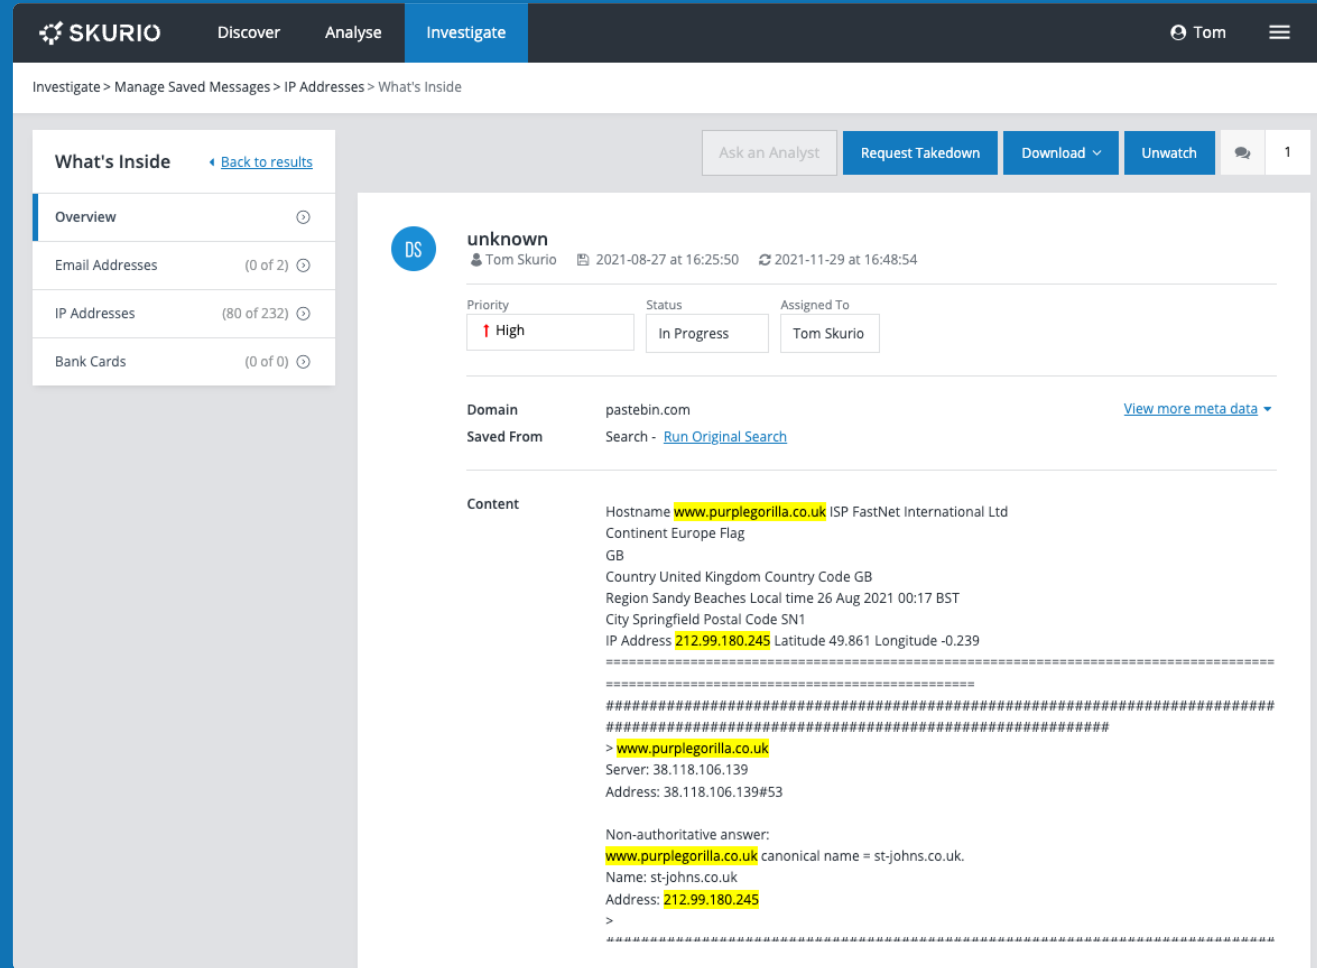 SKURIO Discover Analyse Investigate Tom
Investigate > Manage Saved Messages > IP Addresses > What's Inside
What's Inside Back to results
Overview
Email Addresses (0 of 2)
IP Addresses (80 of 232)
Bank Cards (0 of 0)
Ask an Analyst Request Takedown Download Unwatch 1
DS
unknown
Tom Skurio 2021-08-27 at 16:25:50 2021-11-29 at 16:48:54
Priority Status Assigned To
High In Progress Tom Skurio
Domain pastebin.com View more meta data
Saved From Search - Run Original Search
Content
Hostname www.purplegorilla.co.uk ISP FastNet International Ltd
Continent Europe Flag
GB
Country United Kingdom Country Code GB
Region Sandy Beaches Local time 26 Aug 2021 00:17 BST
City Springfield Postal Code SN1
IP Address 212.99.180.245 Latitude 49.861 Longitude -0.239
=======================================================================================
================================================
#############################################################################
##########################################################
> www.purplegorilla.co.uk
Server: 38.118.106.139
Address: 38.118.106.139#53
Non-authoritative answer:
www.purplegorilla.co.uk canonical name = st-johns.co.uk.
Name: st-johns.co.uk
Address: 212.99.180.245
>
#############################################################################